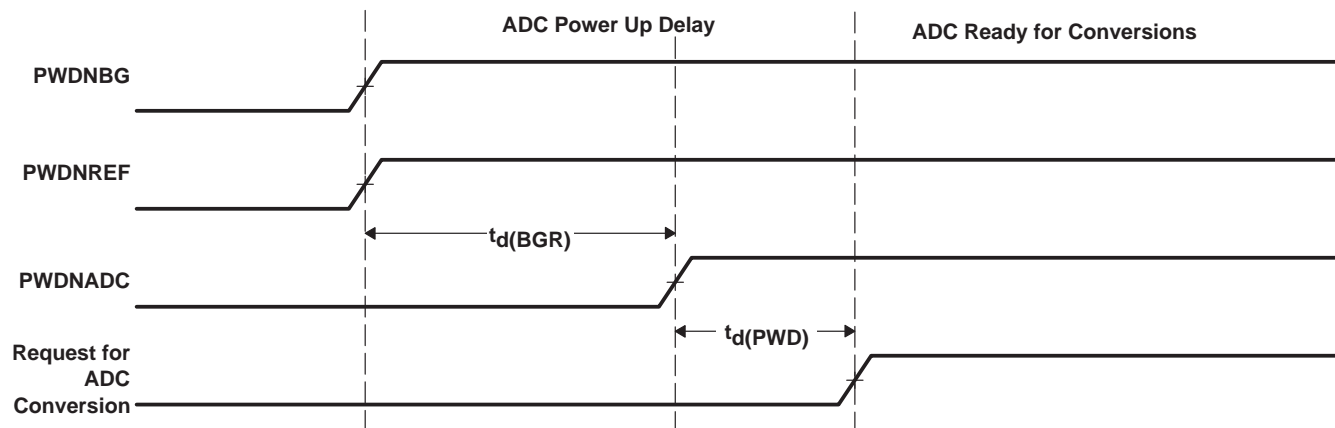 ADC Power Up Delay
ADC Ready for Conversions
PWDNBG
PWDNREF
td(BGR)
PWDNADC
td(PWD)
Request for
ADC
Conversion